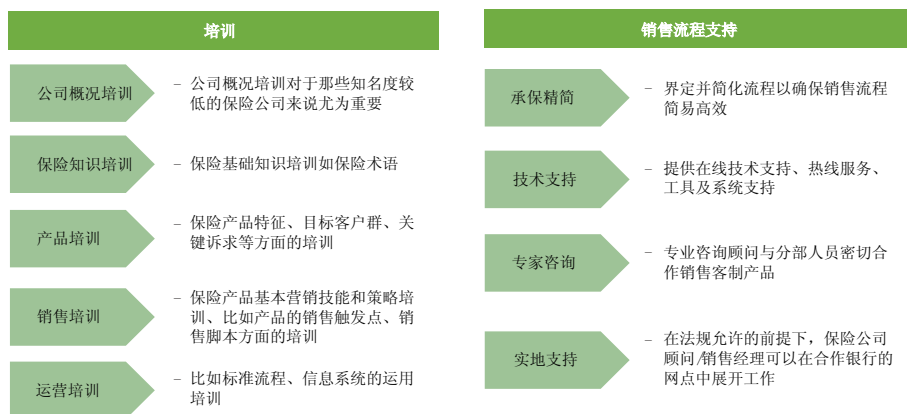 培训
公司概况培训
– 公司概况培训对于那些知名度较
低的保险公司来说尤为重要
保险知识培训
– 保险基础知识培训如保险术语
产品培训
– 保险产品特征、目标客户群、关
键诉求等方面的培训
销售培训
– 保险产品基本营销技能和策略培
训、比如产品的销售触发点、销
售脚本方面的培训
运营培训
– 比如标准流程、信息系统的运用
培训
销售流程支持
承保精简
– 界定并简化流程以确保销售流程
简易高效
技术支持
– 提供在线技术支持、热线服务、
工具及系统支持
专家咨询
– 专业咨询顾问与分部人员密切合
作销售客制产品
实地支持
– 在法规允许的前提下，保险公司
顾问/销售经理可以在合作银行的
网点中展开工作